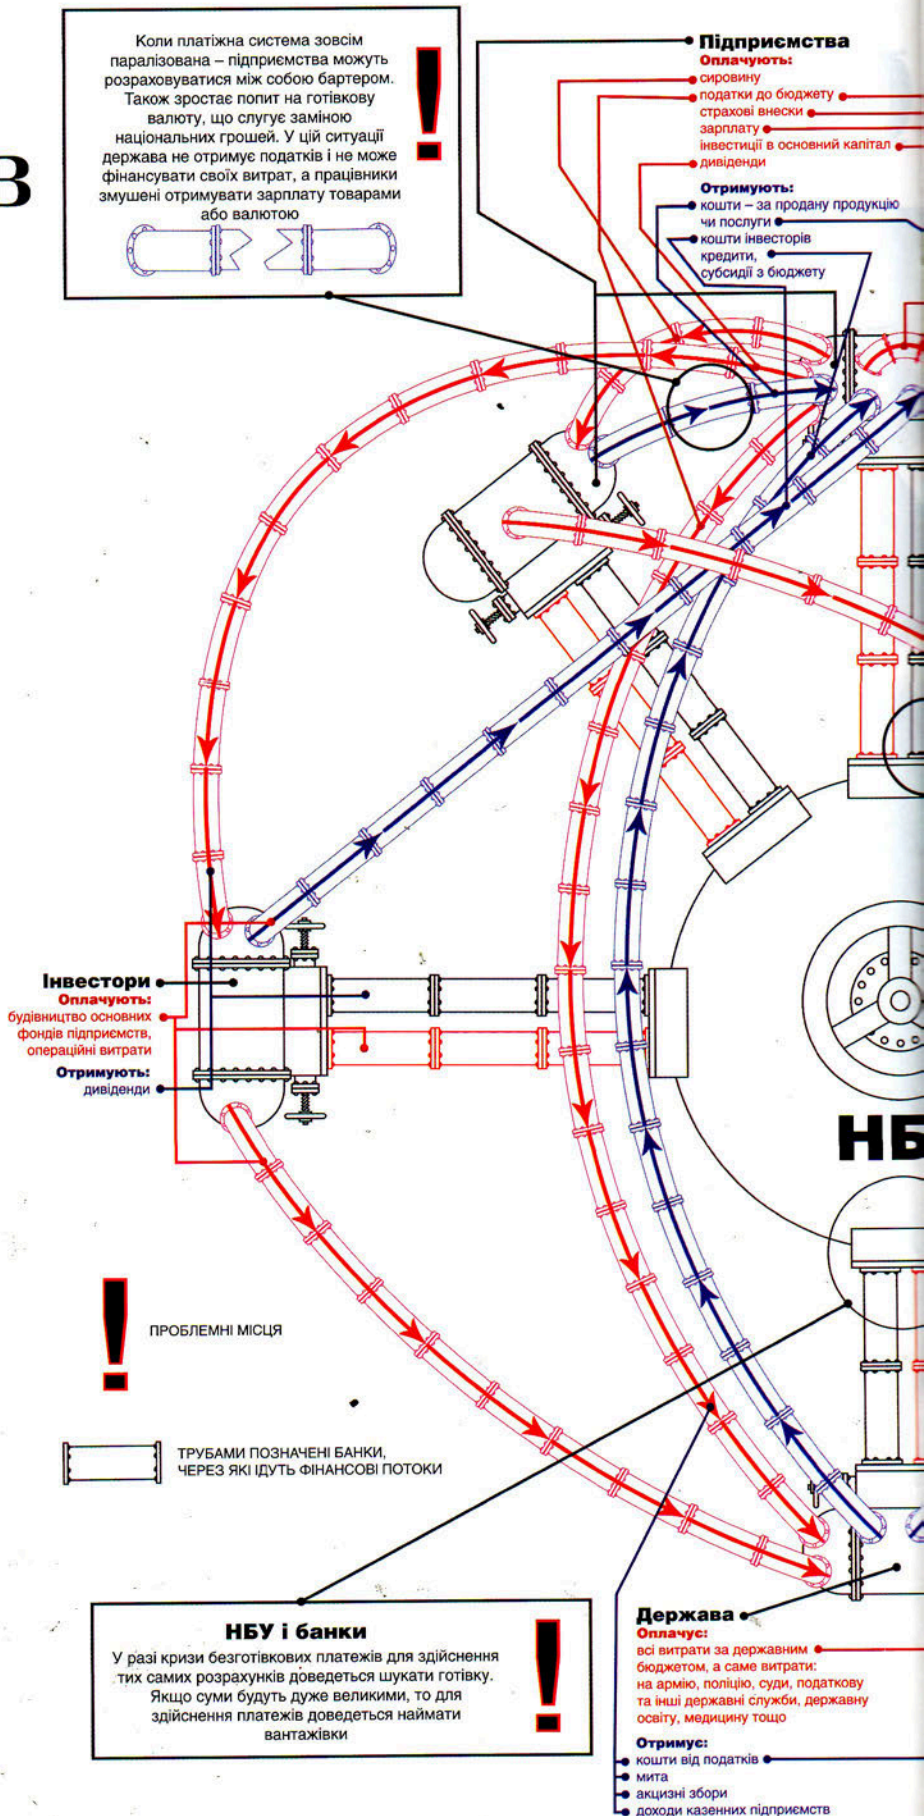 Коли платіжна система зовсім
паралізована – підприємства можуть
розраховуватися між собою бартером.
Також зростає попит на готівкову
валюту, що слугує заміною
національних грошей. У цій ситуації
держава не отримує податків і не може
фінансувати своїх витрат, а працівники
змушені отримувати зарплату товарами
або валютою
В
Підприємства
Оплачують:
сировину
податки до бюджету
страхові внески
зарплату
інвестиції в основний капітал
дивіденди
Отримують:
кошти – за продану продукцію
чи послуги
кошти інвесторів
кредити,
субсидії з бюджету
Інвестори
Оплачують:
будівництво основних
фондів підприємств,
операційні витрати
Отримують:
дивіденди
НБ
ПРОБЛЕМНІ МІСЦЯ
ТРУБАМИ ПОЗНАЧЕНІ БАНКИ,
ЧЕРЕЗ ЯКІ ІДУТЬ ФІНАНСОВІ ПОТОКИ
НБУ і банки
У разі кризи безготівкових платежів для здійснення
тих самих розрахунків доведеться шукати готівку.
Якщо суми будуть дуже великими, то для
здійснення платежів доведеться наймати
вантажівки
Держава
Оплачує:
всі витрати за державним
бюджетом, а саме витрати:
на армію, поліцію, суди, податкову
та інші державні служби, державну
освіту, медицину тощо
Отримує:
кошти від податків
мита
акцизні збори
доходи казенних підприємств